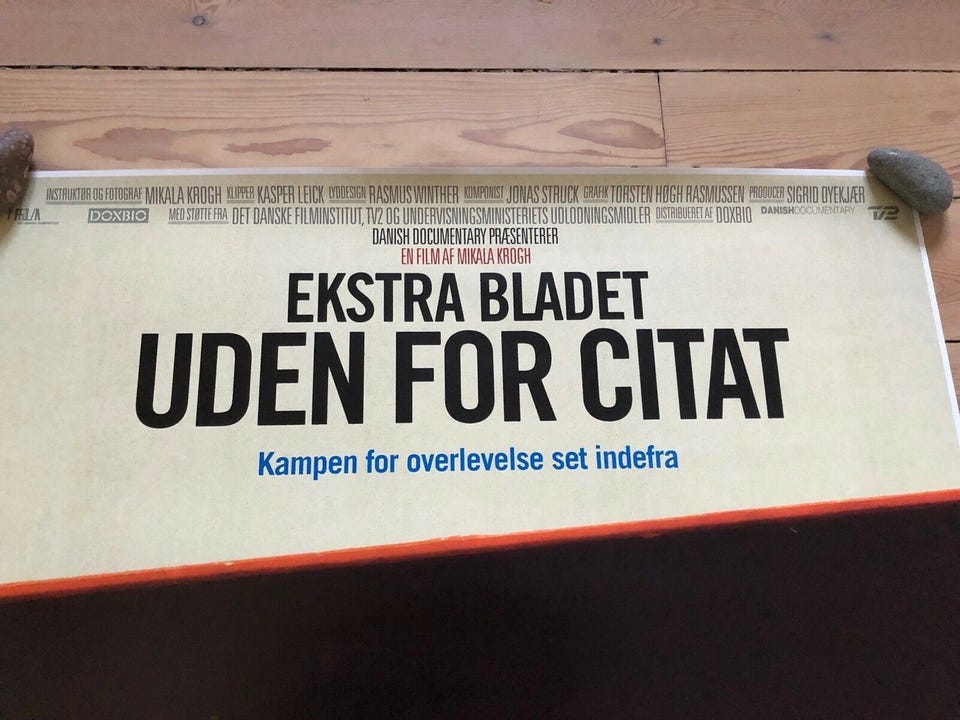 INSTRUKTØR OG FOTOGRAF MIKALA KROGH KLIPPER KASPER LEICK LYDDESIGN RASMUS WINTHER KOMPONIST JONAS STRUCK GRAFIK TORSTEN HØGH RASMUSSEN PRODUCER SIGRID DYEKJÆR
DOXBIO MED STØTTE FRA DET DANSKE FILMINSTITUT, TV2 OG UNDERVISNINGSMINISTERIETS UDLODNINGSMIDLER DISTRIBUERET AF DOXBIO DANISHDOCUMENTARY TV2
DANISH DOCUMENTARY PRÆSENTERER
EN FILM AF MIKALA KROGH
EKSTRA BLADET
UDEN FOR CITAT
Kampen for overlevelse set indefra